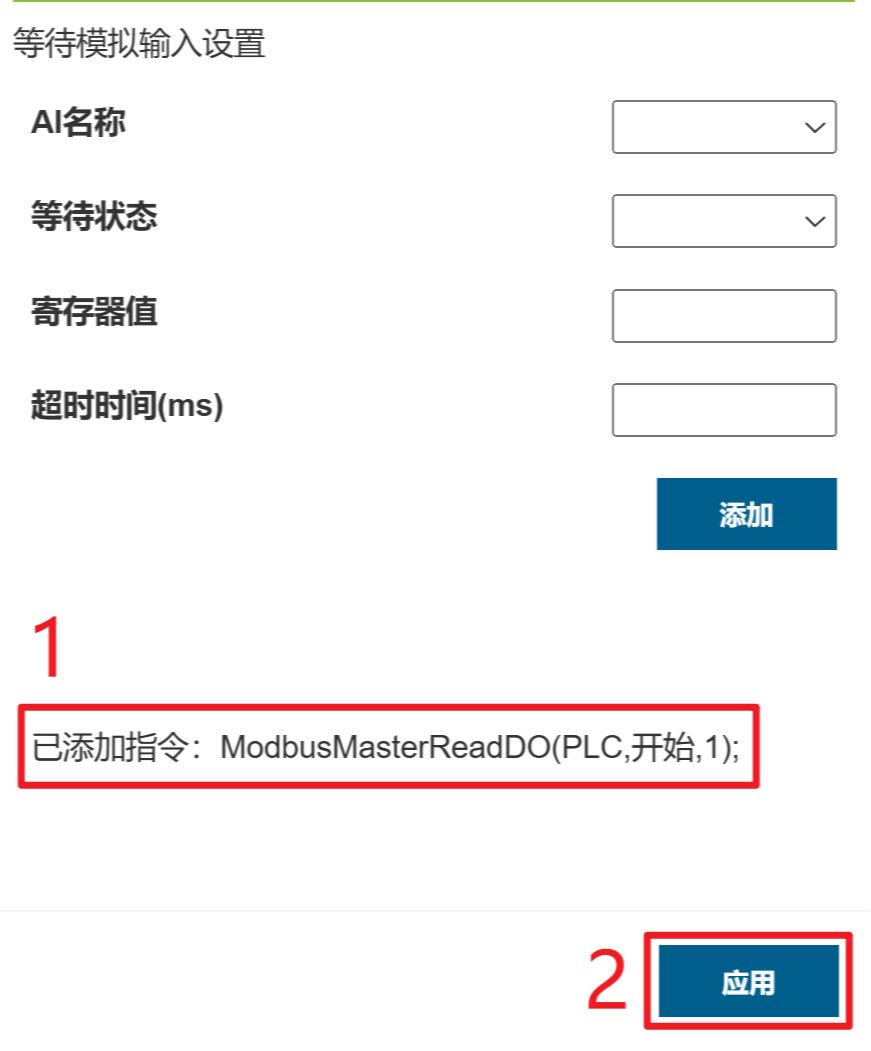 等待模拟输入设置
AI名称
等待状态
寄存器值
超时时间(ms)
添加
1
已添加指令：ModbusMasterReadDO(PLC,开始,1);
2
应用